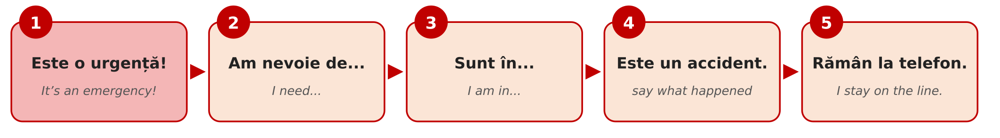 1
Este o urgență!
It’s an emergency!
2
Am nevoie de...
I need...
3
Sunt în...
I am in...
4
Este un accident.
say what happened
5
Rămân la telefon.
I stay on the line.